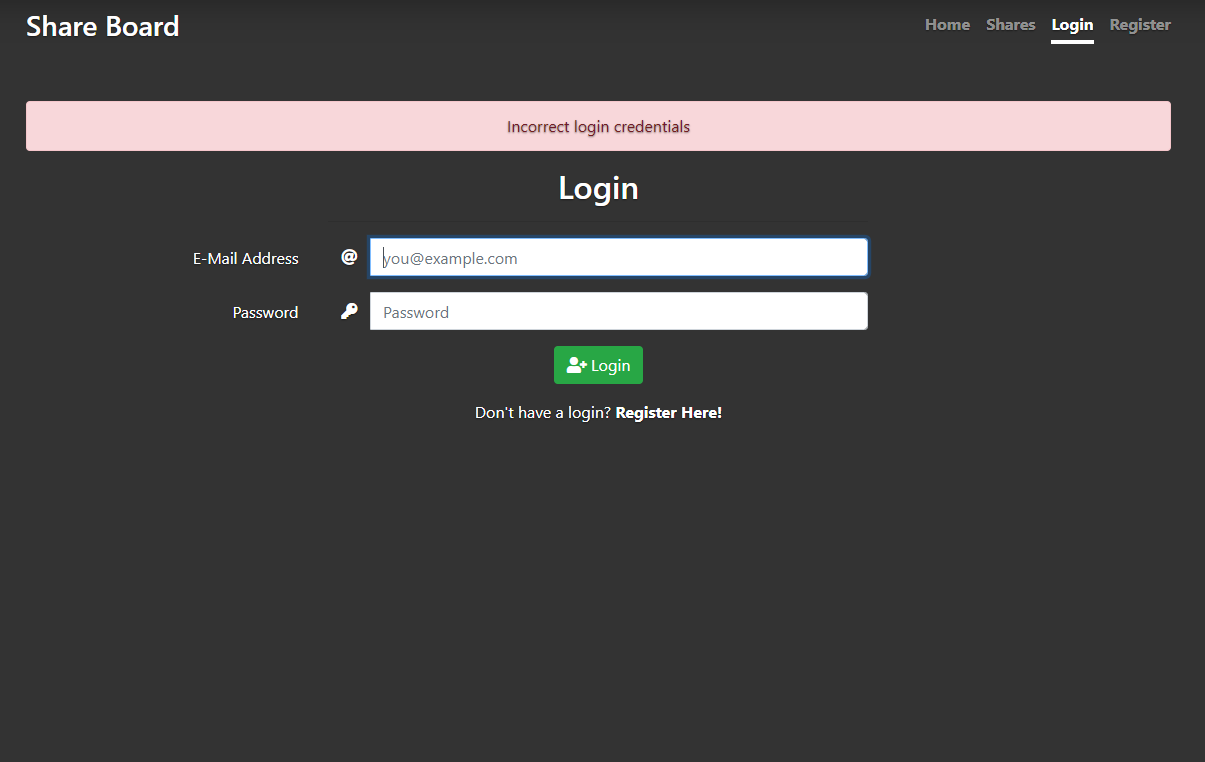 Share Board
Home Shares Login Register
Incorrect login credentials
Login
E-Mail Address @ you@example.com
Password Password
Login
Don't have a login? Register Here!